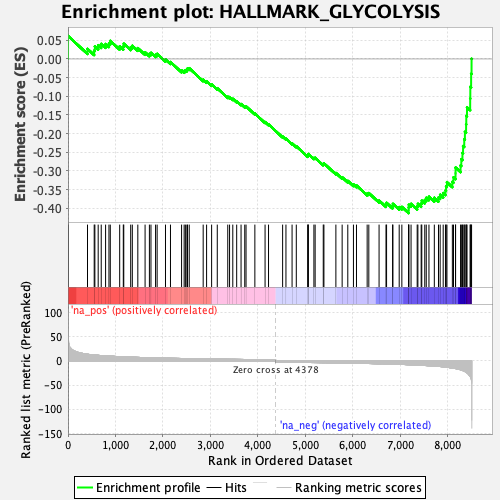 Enrichment plot: HALLMARK_GLYCOLYSIS
Enrichment score (ES)
0.05
0.00
-0.05
-0.10
-0.15
-0.20
-0.25
-0.30
-0.35
-0.40
'na_pos' (positively correlated)
Ranked list metric (PreRanked)
100
50
0
-50
-100
-150
Zero cross at 4378
'na_neg' (negatively correlated)
0
1,000
2,000
3,000
4,000
5,000
6,000
7,000
8,000
Rank in Ordered Dataset
Enrichment profile
Hits
Ranking metric scores